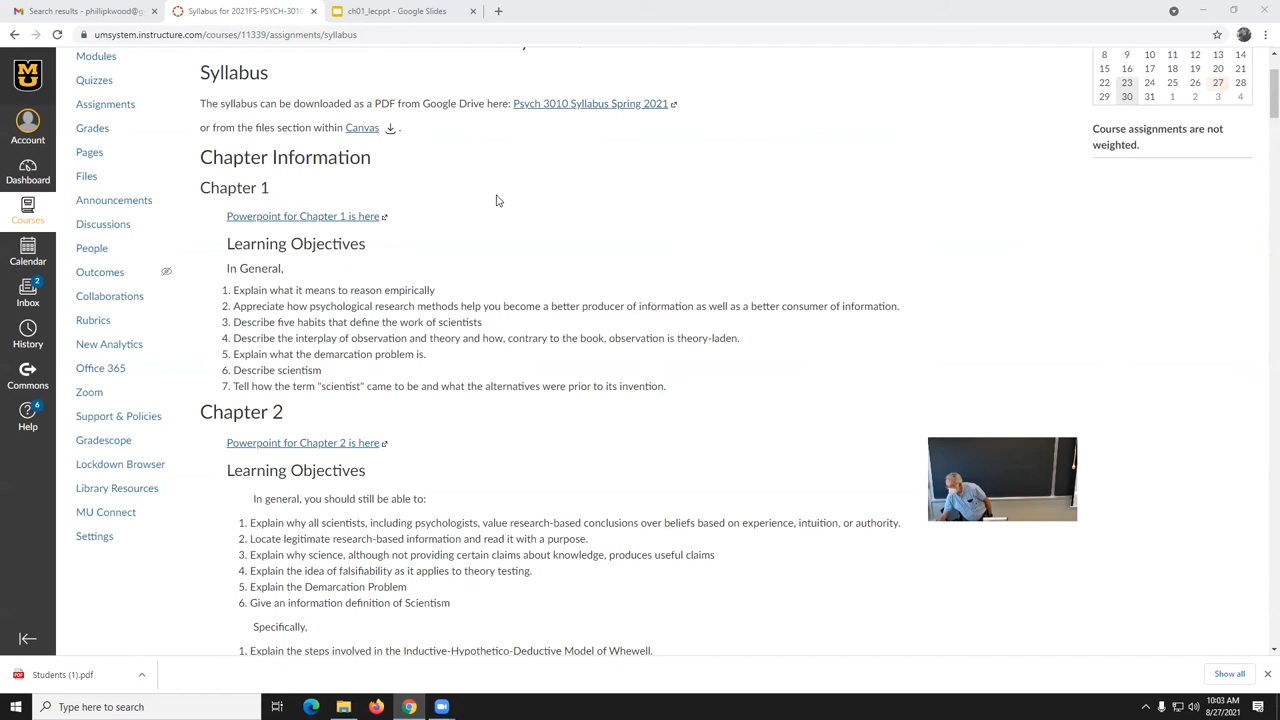 Search results - phillipkwood@g
Syllabus for 2021FS-PSYCH-3010
ch01_lecppt - Google Slides
umsystem.instructure.com/courses/11339/assignments/syllabus
Account
Dashboard
Courses
Calendar
2
Inbox
History
Commons
6
Help
Modules
Quizzes
Assignments
Grades
Pages
Files
Announcements
Discussions
People
Outcomes
Collaborations
Rubrics
New Analytics
Office 365
Zoom
Support & Policies
Gradescope
Lockdown Browser
Library Resources
MU Connect
Settings
Syllabus
The syllabus can be downloaded as a PDF from Google Drive here: Psych 3010 Syllabus Spring 2021
or from the files section within Canvas .
Chapter Information
Chapter 1
Powerpoint for Chapter 1 is here
Learning Objectives
In General,
1. Explain what it means to reason empirically
2. Appreciate how psychological research methods help you become a better producer of information as well as a better consumer of information.
3. Describe five habits that define the work of scientists
4. Describe the interplay of observation and theory and how, contrary to the book, observation is theory-laden.
5. Explain what the demarcation problem is.
6. Describe scientism
7. Tell how the term "scientist" came to be and what the alternatives were prior to its invention.
Chapter 2
Powerpoint for Chapter 2 is here
Learning Objectives
In general, you should still be able to:
1. Explain why all scientists, including psychologists, value research-based conclusions over beliefs based on experience, intuition, or authority.
2. Locate legitimate research-based information and read it with a purpose.
3. Explain why science, although not providing certain claims about knowledge, produces useful claims
4. Explain the idea of falsifiability as it applies to theory testing.
5. Explain the Demarcation Problem
6. Give an information definition of Scientism
Specifically,
1. Explain the steps involved in the Inductive-Hypothetico-Deductive Model of Whewell.
8 9 10 11 12 13 14
15 16 17 18 19 20 21
22 23 24 25 26 27 28
29 30 31 1 2 3 4
Course assignments are not
weighted.
Students (1).pdf
Show all
Type here to search
10:03 AM
8/27/2021